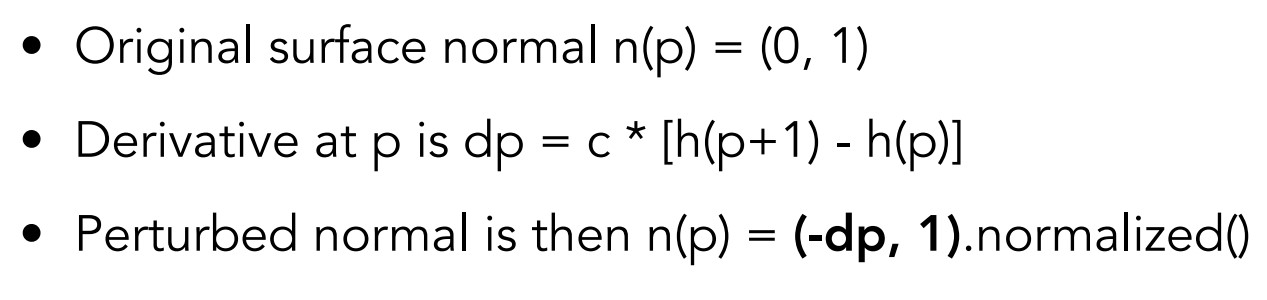 • Original surface normal n(p) = (0, 1)
• Derivative at p is dp = c * [h(p+1) - h(p)]
• Perturbed normal is then n(p) = (-dp, 1).normalized()